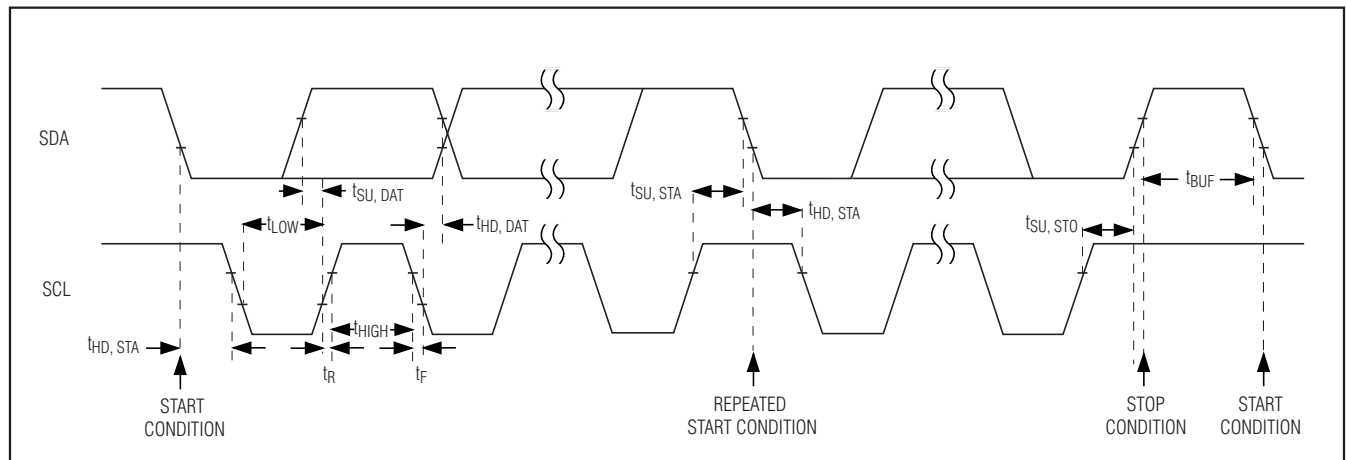 SDA
tSU, DAT
tLOW
tHD, DAT
tSU, STA
tHD, STA
tBUF
tSU, STO
SCL
tHIGH
tHD, STA
tR
tF
START
CONDITION
REPEATED
START CONDITION
STOP
CONDITION
START
CONDITION